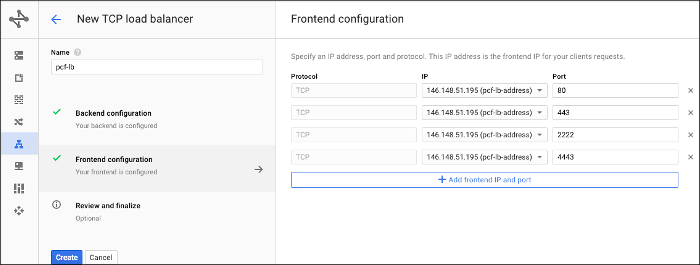 New TCP load balancer
Name
pcf-lb
Backend configuration
Your backend is configured
Frontend configuration
Your frontend is configured
Review and finalize
Optional
Create Cancel
Frontend configuration
Specify an IP address, port and protocol. This IP address is the frontend IP for your clients requests.
Protocol IP Port
TCP 146.148.51.195 (pcf-lb-address) 80
TCP 146.148.51.195 (pcf-lb-address) 443
TCP 146.148.51.195 (pcf-lb-address) 2222
TCP 146.148.51.195 (pcf-lb-address) 4443
+ Add frontend IP and port